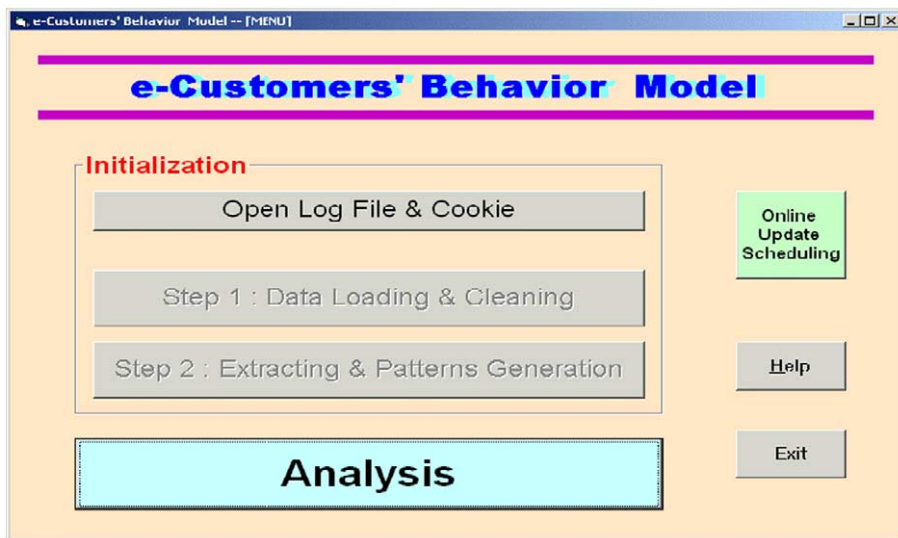 e-Customers' Behavior Model -- [MENU]
e-Customers' Behavior Model
Initialization
Open Log File & Cookie
Step 1 : Data Loading & Cleaning
Step 2 : Extracting & Patterns Generation
Analysis
Online
Update
Scheduling
Help
Exit